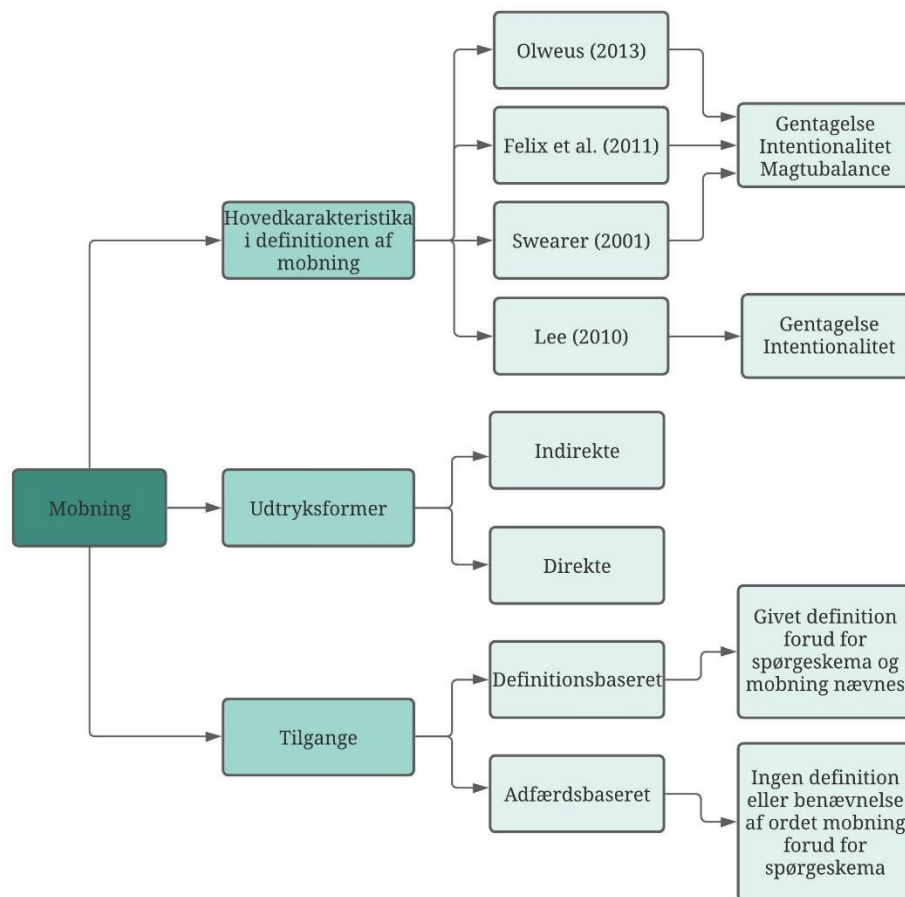 Mobning
Hovedkarakteristika
i definitionen af
mobning
Olweus (2013)
Felix et al. (2011)
Swearer (2001)
Gentagelse
Intentionalitet
Magtubalance
Lee (2010)
Gentagelse
Intentionalitet
Udtryksformer
Indirekte
Direkte
Tilgange
Definitionsbaseret
Givet definition
forud for
spørgeskema og
mobning nævnes
Adfærdsbaseret
Ingen definition
eller benævnelse
af ordet mobning
forud for
spørgeskema